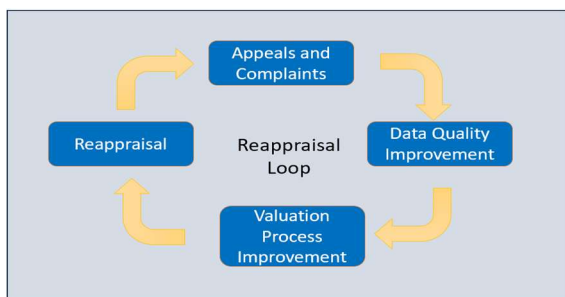 Appeals and
Complaints
Reappraisal
Data Quality
Improvement
Reappraisal
Loop
Valuation
Process
Improvement